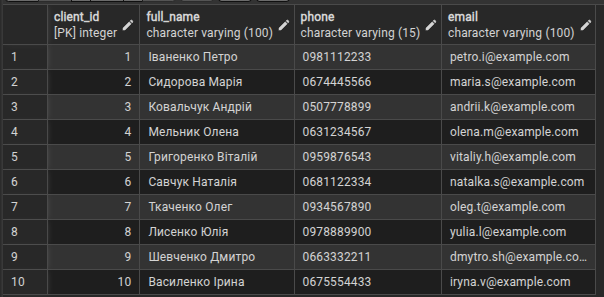 client_id full_name phone email
[PK] integer character varying (100) character varying (15) character varying (100)
1 1 Іваненко Петро 0981112233 petro.i@example.com
2 2 Сидорова Марія 0674445566 maria.s@example.com
3 3 Ковальчук Андрій 0507778899 andrii.k@example.com
4 4 Мельник Олена 0631234567 olena.m@example.com
5 5 Григоренко Віталій 0959876543 vitaliy.h@example.com
6 6 Савчук Наталія 0681122334 natalka.s@example.com
7 7 Ткаченко Олег 0934567890 oleg.t@example.com
8 8 Лисенко Юлія 0978889900 yulia.l@example.com
9 9 Шевченко Дмитро 0663332211 dmytro.sh@example.co...
10 10 Василенко Ірина 0675554433 iryna.v@example.com